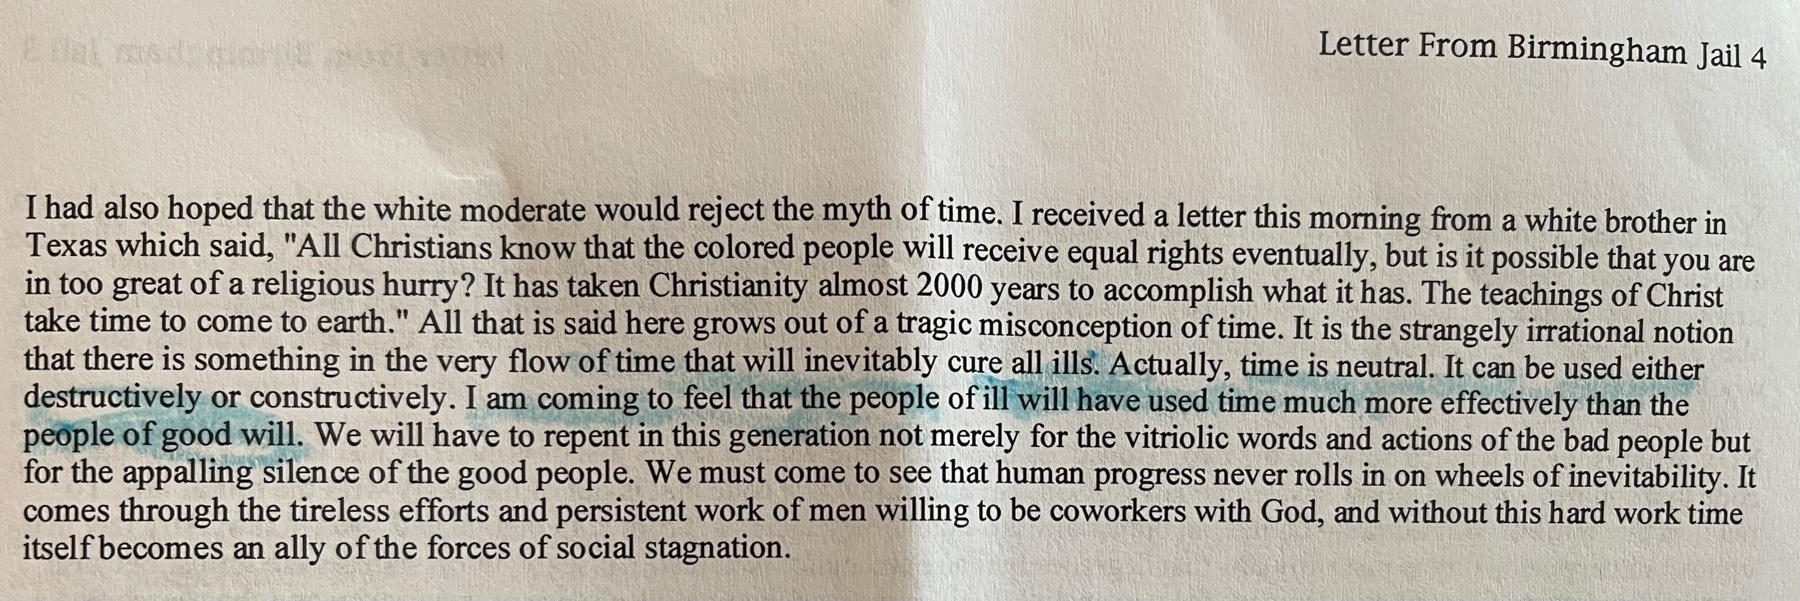 Letter From Birmingham Jail 4
I had also hoped that the white moderate would reject the myth of time. I received a letter this morning from a white brother in
Texas which said, "All Christians know that the colored people will receive equal rights eventually, but is it possible that you are
in too great of a religious hurry? It has taken Christianity almost 2000 years to accomplish what it has. The teachings of Christ
take time to come to earth." All that is said here grows out of a tragic misconception of time. It is the strangely irrational notion
that there is something in the very flow of time that will inevitably cure all ills. Actually, time is neutral. It can be used either
destructively or constructively. I am coming to feel that the people of ill will have used time much more effectively than the
people of good will. We will have to repent in this generation not merely for the vitriolic words and actions of the bad people but
for the appalling silence of the good people. We must come to see that human progress never rolls in on wheels of inevitability. It
comes through the tireless efforts and persistent work of men willing to be coworkers with God, and without this hard work time
itself becomes an ally of the forces of social stagnation.